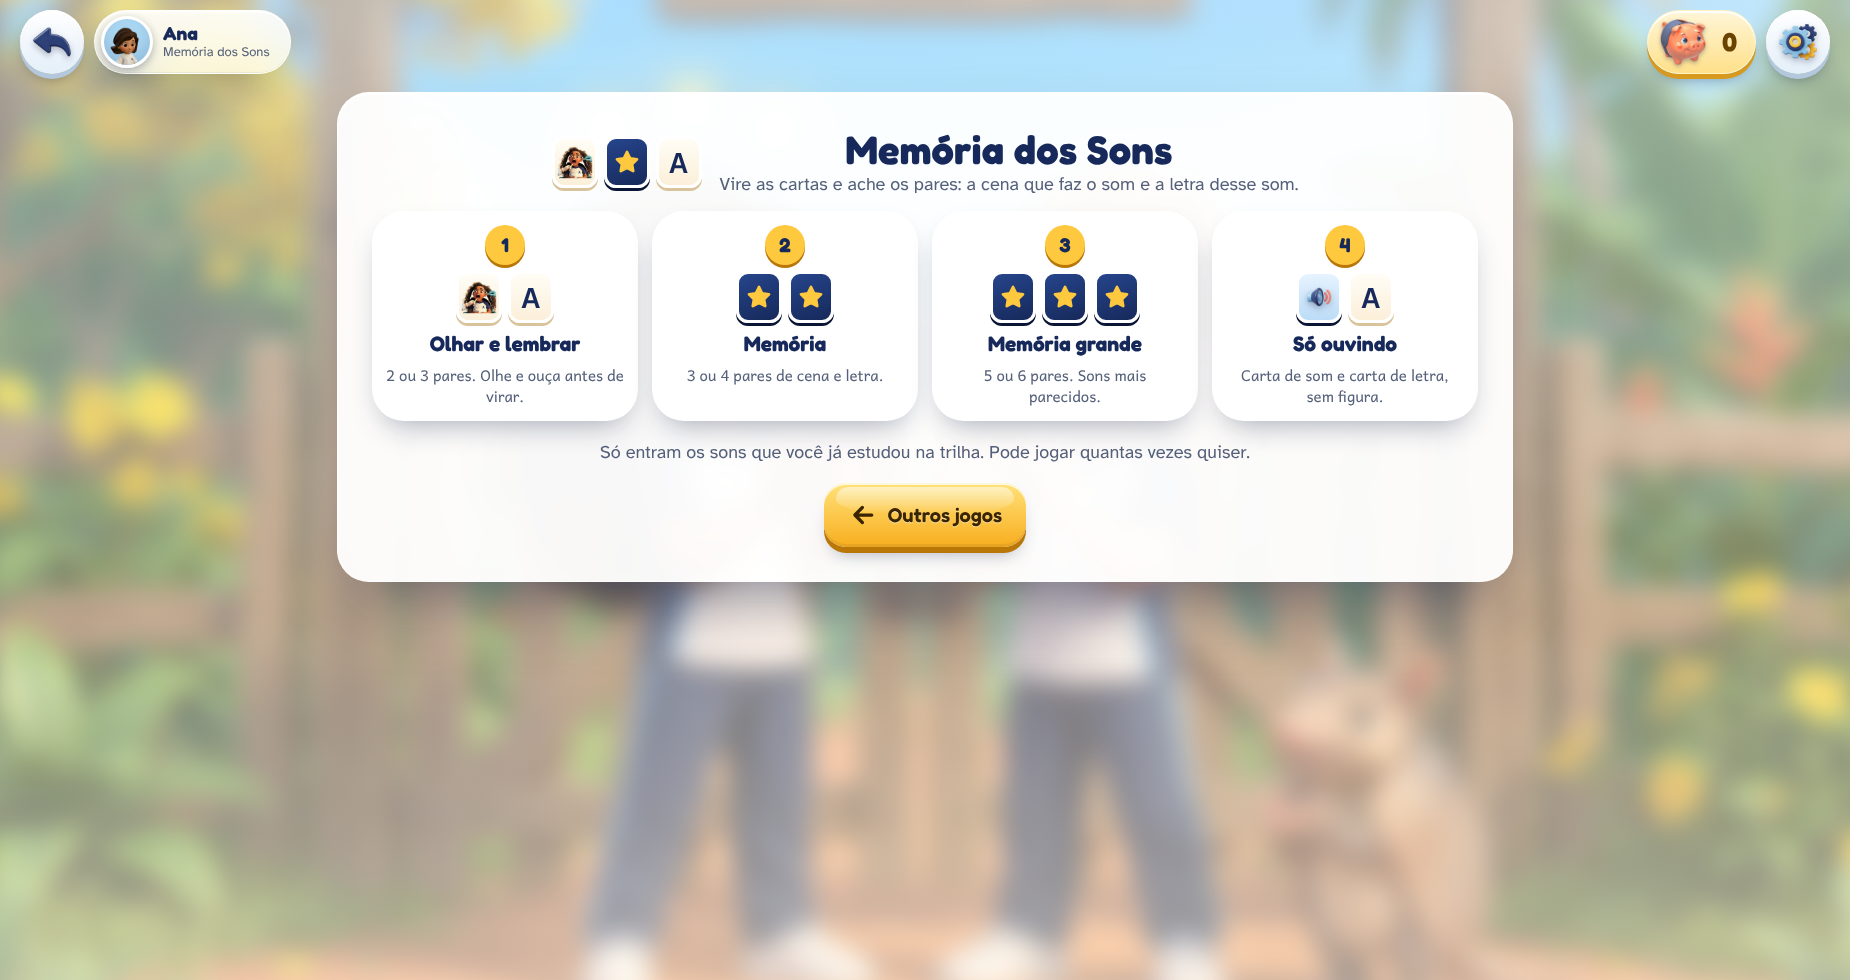 Ana
Memória dos Sons
0
A
Memória dos Sons
Vire as cartas e ache os pares: a cena que faz o som e a letra desse som.
1
A
Olhar e lembrar
2 ou 3 pares. Olhe e ouça antes de
virar.
2
Memória
3 ou 4 pares de cena e letra.
3
Memória grande
5 ou 6 pares. Sons mais
parecidos.
4
A
Só ouvindo
Carta de som e carta de letra,
sem figura.
Só entram os sons que você já estudou na trilha. Pode jogar quantas vezes quiser.
Outros jogos